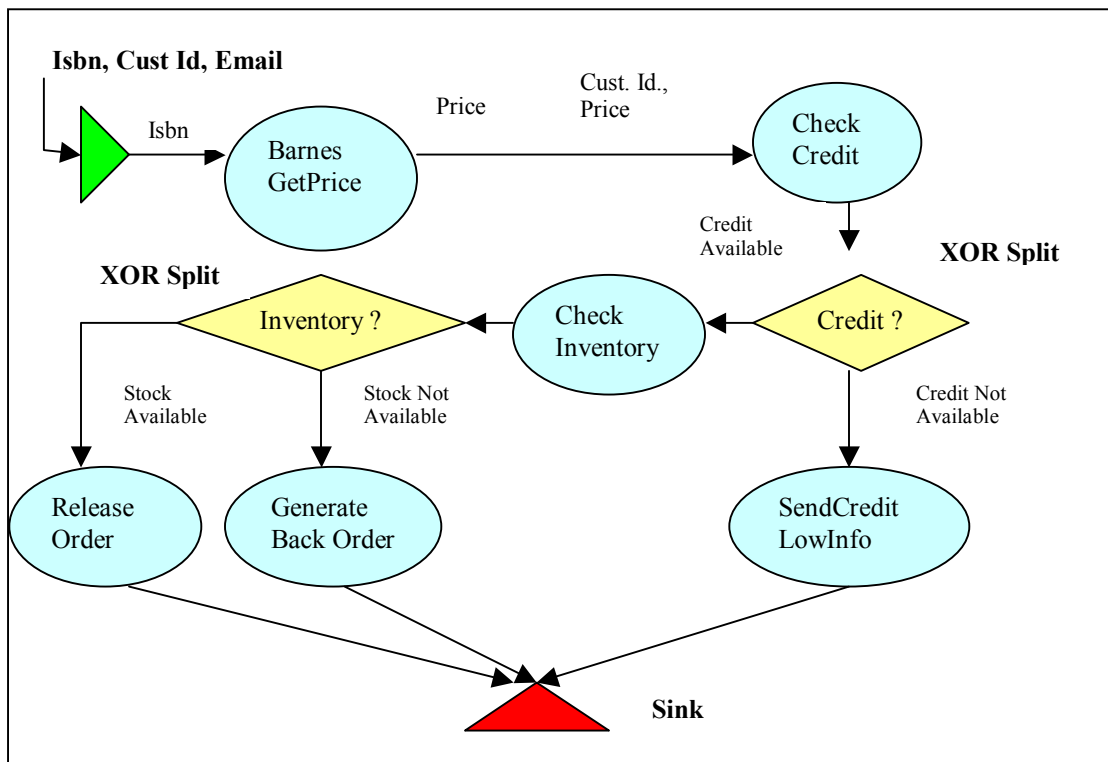 Isbn, Cust Id, Email
Isbn
Barnes
GetPrice
Price
Cust. Id.,
Price
Check
Credit
Credit
Available
XOR Split
XOR Split
Inventory ?
Check
Inventory
Credit ?
Stock
Available
Stock Not
Available
Credit Not
Available
Release
Order
Generate
Back Order
SendCredit
LowInfo
Sink